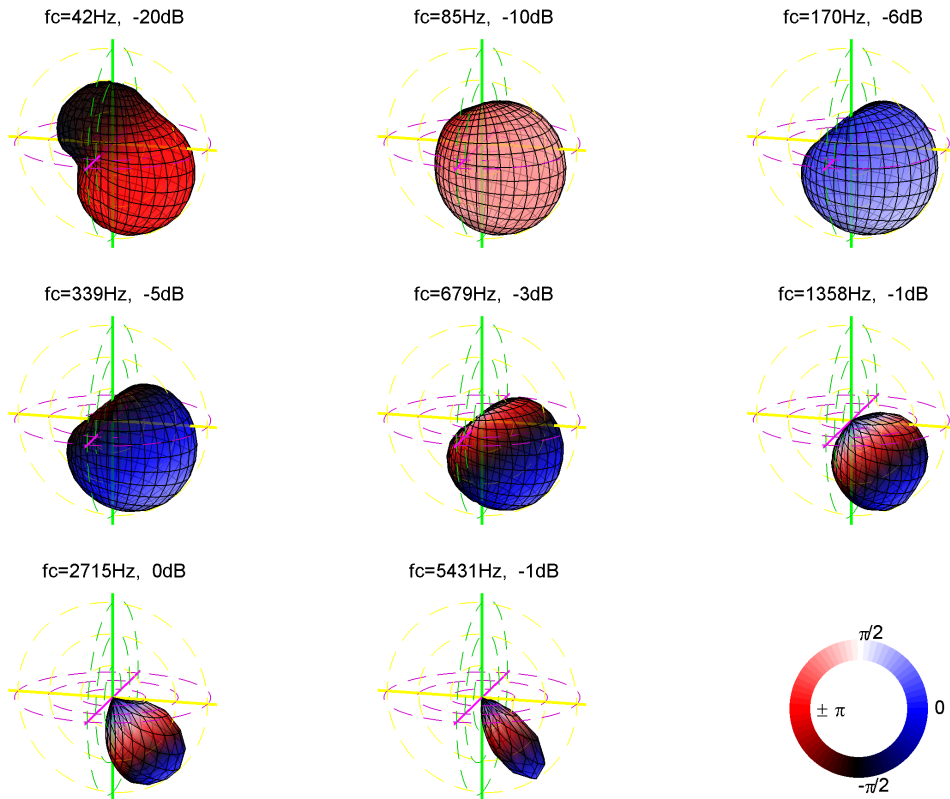 fc=42Hz, -20dB
fc=85Hz, -10dB
fc=170Hz, -6dB
fc=339Hz, -5dB
fc=679Hz, -3dB
fc=1358Hz, -1dB
fc=2715Hz, 0dB
fc=5431Hz, -1dB
π/2
± π
0
-π/2